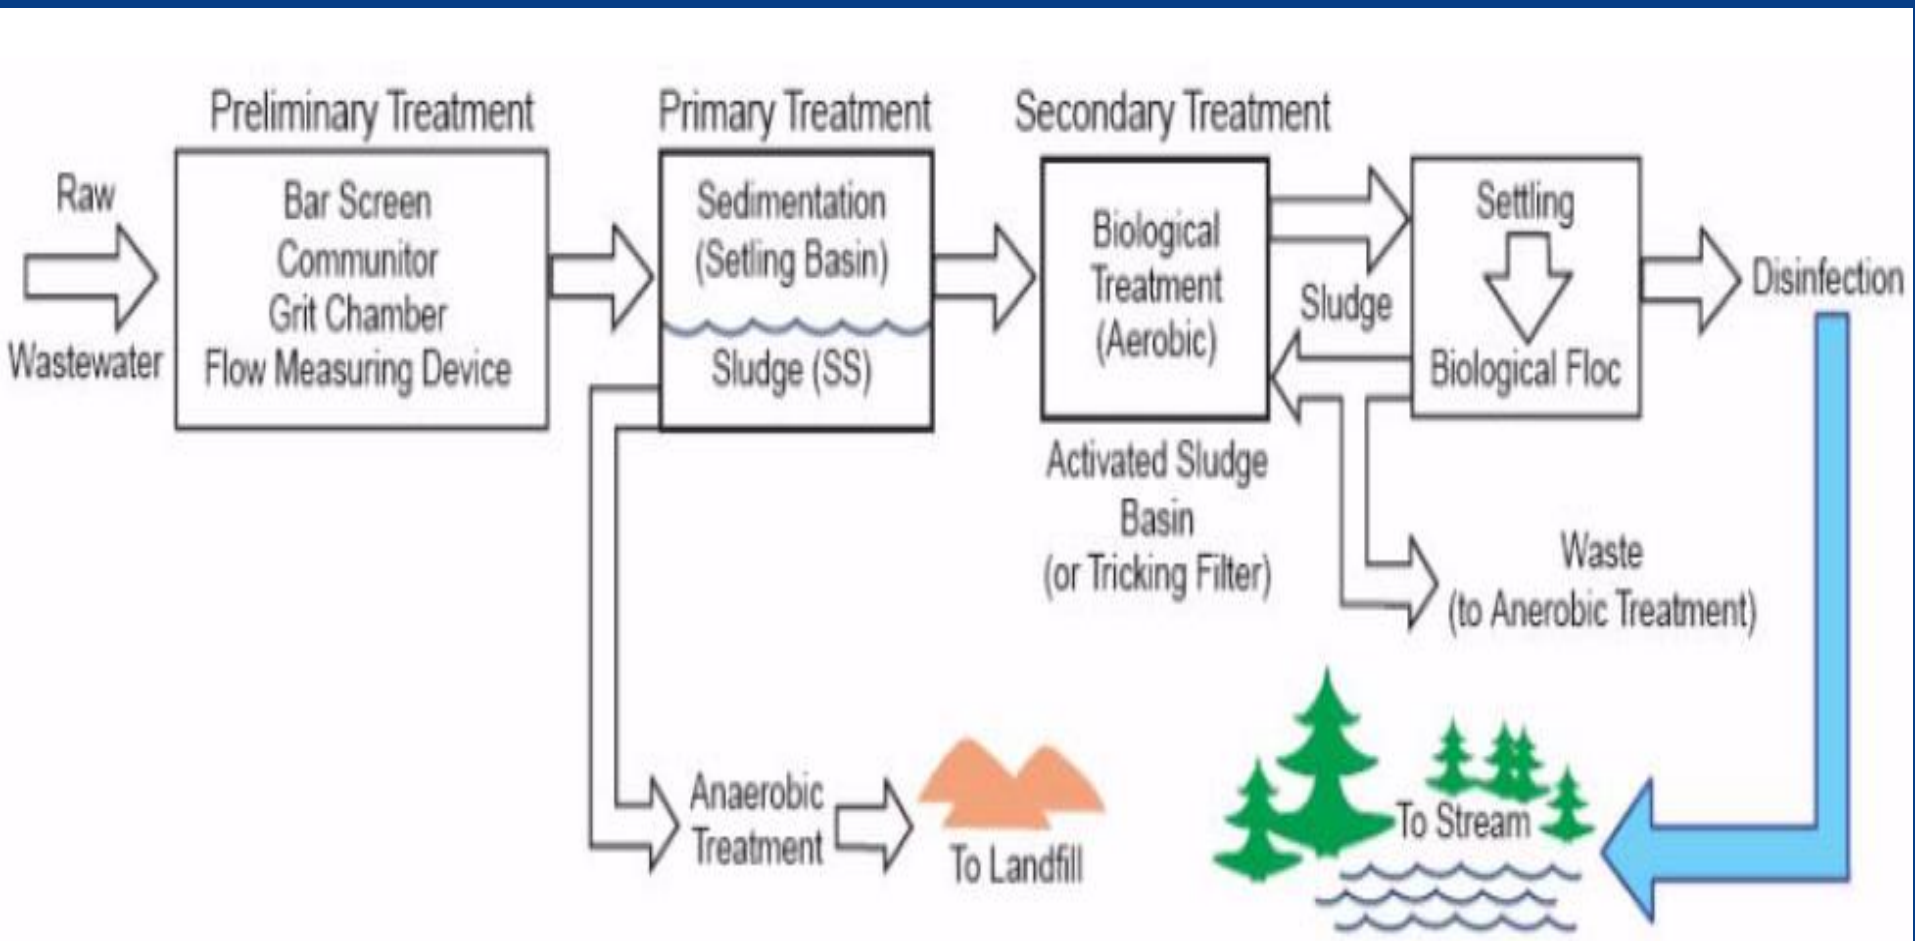 Preliminary Treatment
Primary Treatment
Secondary Treatment
Raw
Wastewater
Bar Screen
Communitor
Grit Chamber
Flow Measuring Device
Sedimentation
(Setling Basin)
Sludge (SS)
Biological
Treatment
(Aerobic)
Activated Sludge
Basin
(or Tricking Filter)
Sludge
Settling
Biological Floc
Disinfection
Waste
(to Anerobic Treatment)
Anaerobic
Treatment
To Landfill
To Stream